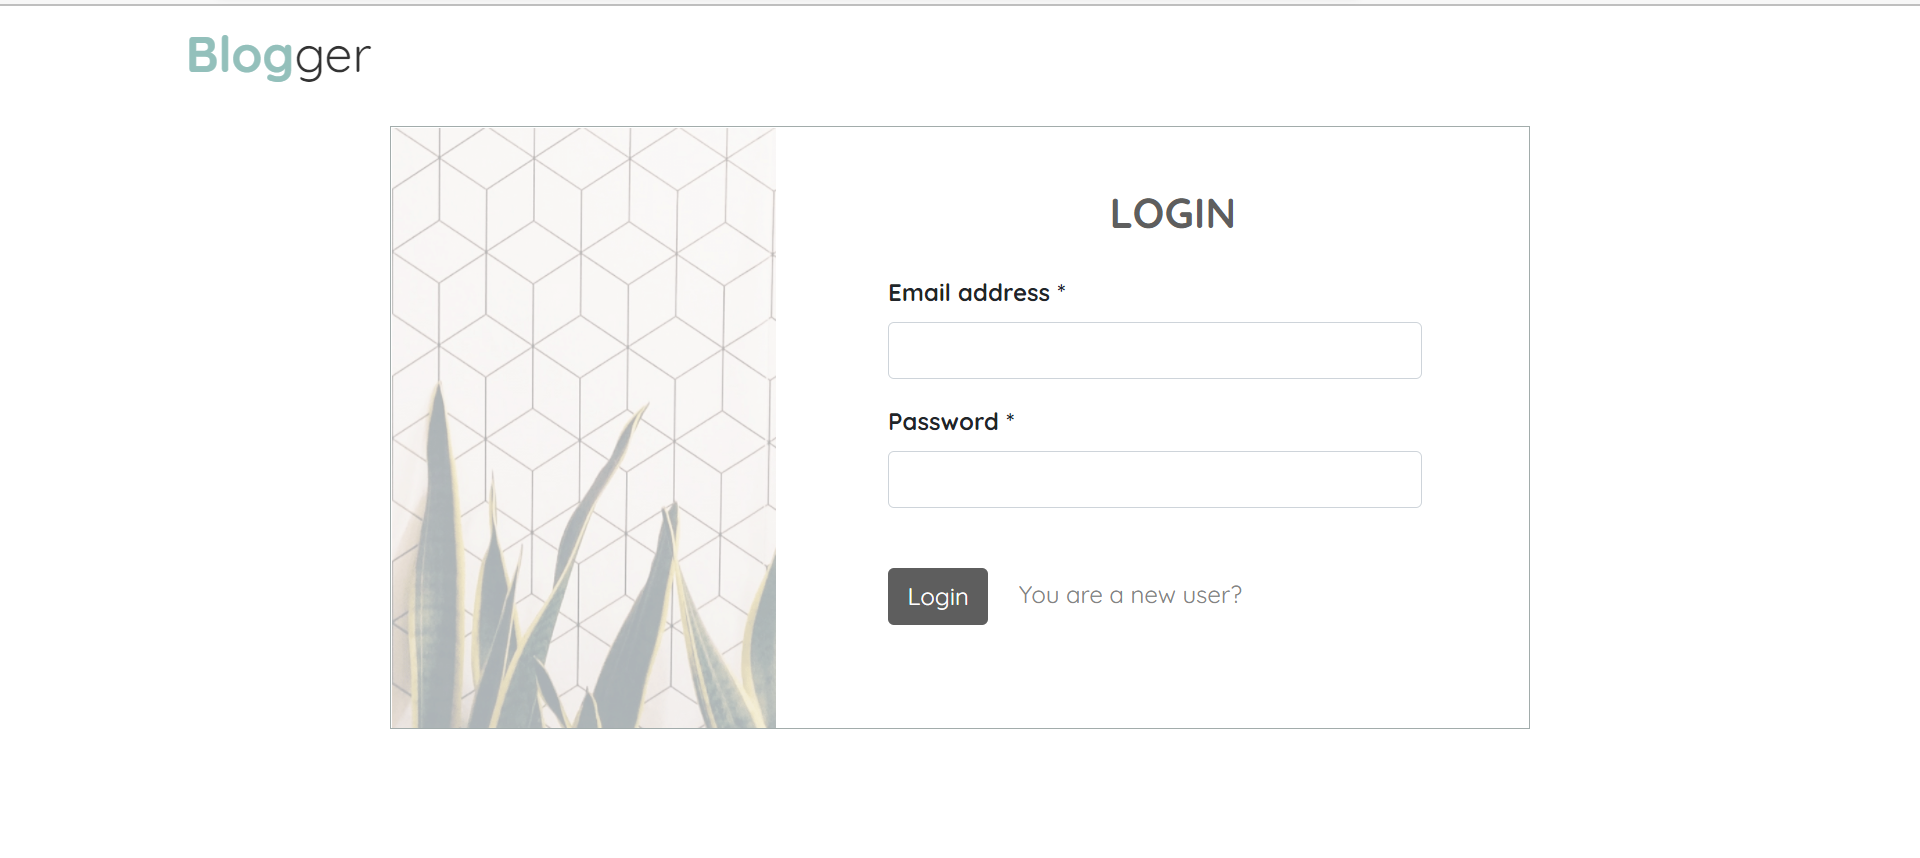 Blogger
LOGIN
Email address *
Password *
Login
You are a new user?